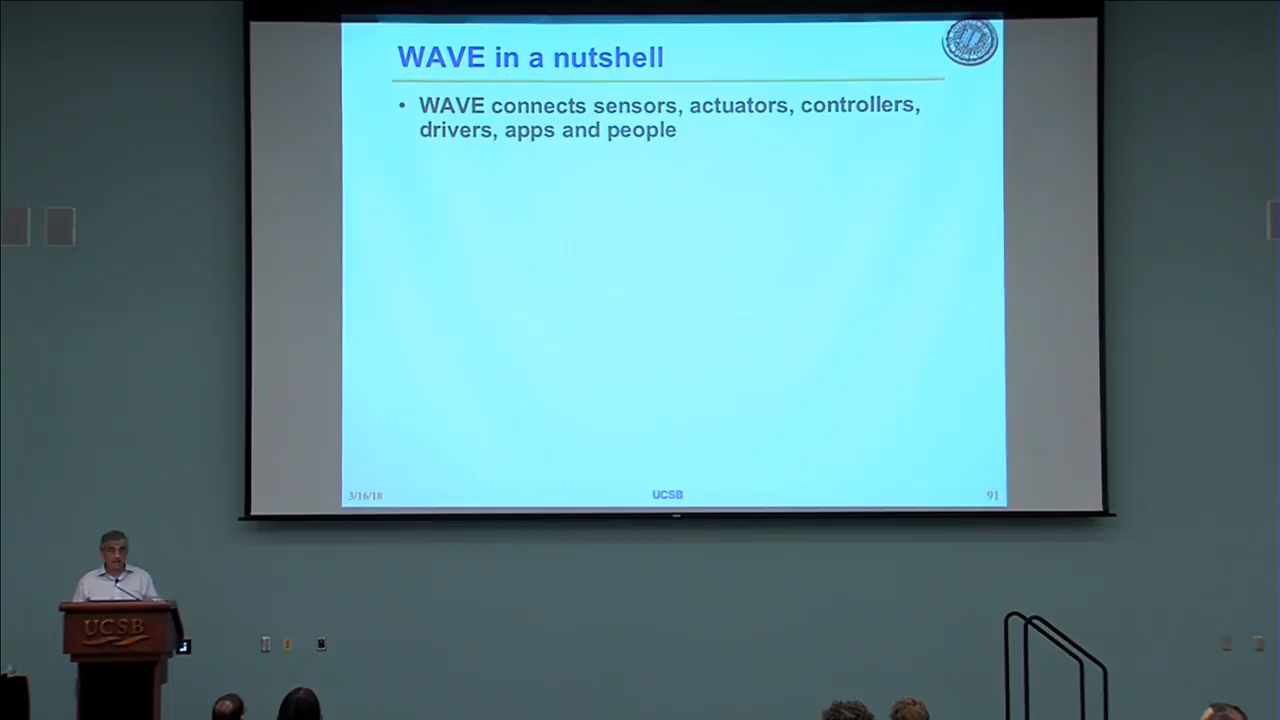 WAVE in a nutshell
• WAVE connects sensors, actuators, controllers,
drivers, apps and people
3/16/18
UCSB
91
UCSB